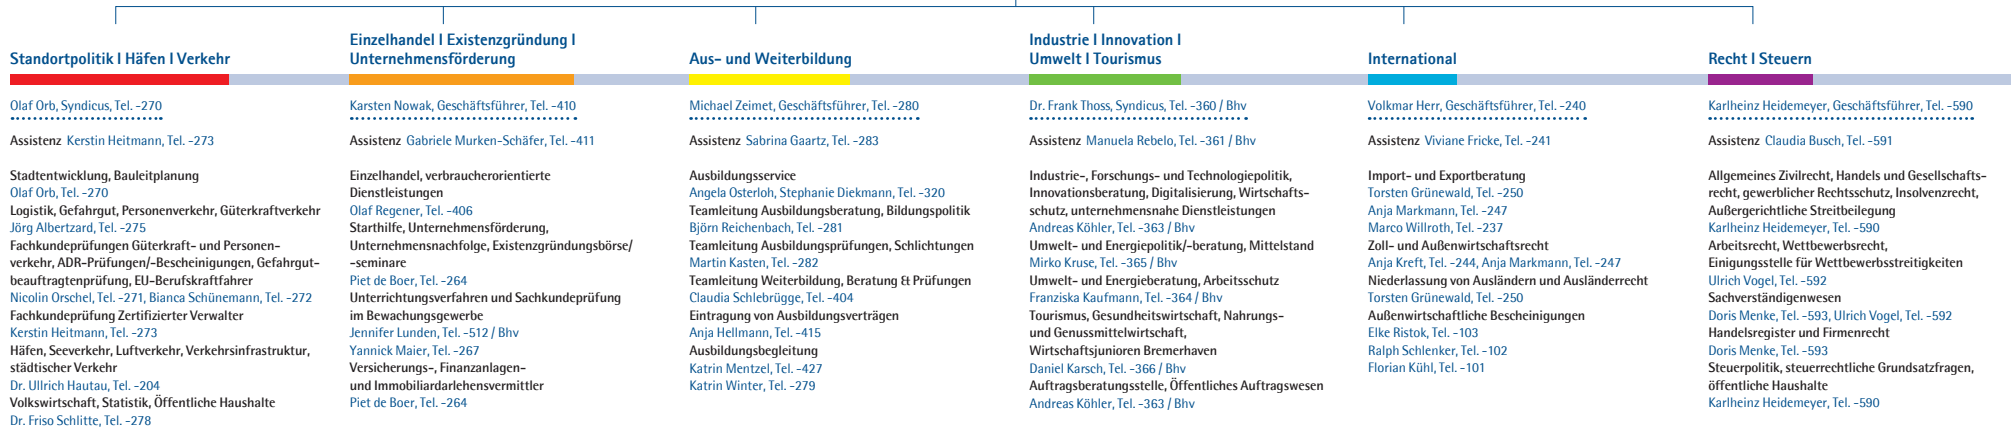 Standortpolitik I Häfen I Verkehr
Olaf Orb, Syndicus, Tel. -270
Assistenz Kerstin Heitmann, Tel. -273
Stadtentwicklung, Bauleitplanung
Olaf Orb, Tel. -270
Logistik, Gefahrgut, Personenverkehr, Güterkraftverkehr
Jörg Albertzard, Tel. -275
Fachkundeprüfungen Güterkraft- und Personen-
verkehr, ADR-Prüfungen/-Bescheinigungen, Gefahrgut-
beauftragtenprüfung, EU-Berufskraftfahrer
Nicolin Orschel, Tel. -271, Bianca Schünemann, Tel. -272
Fachkundeprüfung Zertifizierter Verwalter
Kerstin Heitmann, Tel. -273
Häfen, Seeverkehr, Luftverkehr, Verkehrsinfrastruktur,
städtischer Verkehr
Dr. Ullrich Hautau, Tel. -204
Volkswirtschaft, Statistik, Öffentliche Haushalte
Dr. Friso Schlitte, Tel. -278
Einzelhandel I Existenzgründung I
Unternehmensförderung
Karsten Nowak, Geschäftsführer, Tel. -410
Assistenz Gabriele Murken-Schäfer, Tel. -411
Einzelhandel, verbraucherorientierte
Dienstleistungen
Olaf Regener, Tel. -406
Starthilfe, Unternehmensförderung,
Unternehmensnachfolge, Existenzgründungsbörse/
-seminare
Piet de Boer, Tel. -264
Unterrichtungsverfahren und Sachkundeprüfung
im Bewachungsgewerbe
Jennifer Lunden, Tel. -512 / Bhv
Yannick Maier, Tel. -267
Versicherungs-, Finanzanlagen-
und Immobiliardarlehensvermittler
Piet de Boer, Tel. -264
Aus- und Weiterbildung
Michael Zeimet, Geschäftsführer, Tel. -280
Assistenz Sabrina Gaartz, Tel. -283
Ausbildungsservice
Angela Osterloh, Stephanie Diekmann, Tel. -320
Teamleitung Ausbildungsberatung, Bildungspolitik
Björn Reichenbach, Tel. -281
Teamleitung Ausbildungsprüfungen, Schlichtungen
Martin Kasten, Tel. -282
Teamleitung Weiterbildung, Beratung & Prüfungen
Claudia Schlebrügge, Tel. -404
Eintragung von Ausbildungsverträgen
Anja Hellmann, Tel. -415
Ausbildungsbegleitung
Katrin Mentzel, Tel. -427
Katrin Winter, Tel. -279
Industrie I Innovation I
Umwelt I Tourismus
Dr. Frank Thoss, Syndicus, Tel. -360 / Bhv
Assistenz Manuela Rebelo, Tel. -361 / Bhv
Industrie-, Forschungs- und Technologiepolitik,
Innovationsberatung, Digitalisierung, Wirtschafts-
schutz, unternehmensnahe Dienstleistungen
Andreas Köhler, Tel. -363 / Bhv
Umwelt- und Energiepolitik/-beratung, Mittelstand
Mirko Kruse, Tel. -365 / Bhv
Umwelt- und Energieberatung, Arbeitsschutz
Franziska Kaufmann, Tel. -364 / Bhv
Tourismus, Gesundheitswirtschaft, Nahrungs-
und Genussmittelwirtschaft,
Wirtschaftsjunioren Bremerhaven
Daniel Karsch, Tel. -366 / Bhv
Auftragsberatungsstelle, Öffentliches Auftragswesen
Andreas Köhler, Tel. -363 / Bhv
International
Volkmar Herr, Geschäftsführer, Tel. -240
Assistenz Viviane Fricke, Tel. -241
Import- und Exportberatung
Torsten Grünewald, Tel. -250
Anja Markmann, Tel. -247
Marco Willroth, Tel. -237
Zoll- und Außenwirtschaftsrecht
Anja Kreft, Tel. -244, Anja Markmann, Tel. -247
Niederlassung von Ausländern und Ausländerrecht
Torsten Grünewald, Tel. -250
Außenwirtschaftliche Bescheinigungen
Elke Ristok, Tel. -103
Ralph Schlenker, Tel. -102
Florian Kühl, Tel. -101
Recht I Steuern
Karlheinz Heidemeyer, Geschäftsführer, Tel. -590
Assistenz Claudia Busch, Tel. -591
Allgemeines Zivilrecht, Handels und Gesellschafts-
recht, gewerblicher Rechtsschutz, Insolvenzrecht,
Außergerichtliche Streitbeilegung
Karlheinz Heidemeyer, Tel. -590
Arbeitsrecht, Wettbewerbsrecht,
Einigungsstelle für Wettbewerbsstreitigkeiten
Ulrich Vogel, Tel. -592
Sachverständigenwesen
Doris Menke, Tel. -593, Ulrich Vogel, Tel. -592
Handelsregister und Firmenrecht
Doris Menke, Tel. -593
Steuerpolitik, steuerrechtliche Grundsatzfragen,
öffentliche Haushalte
Karlheinz Heidemeyer, Tel. -590